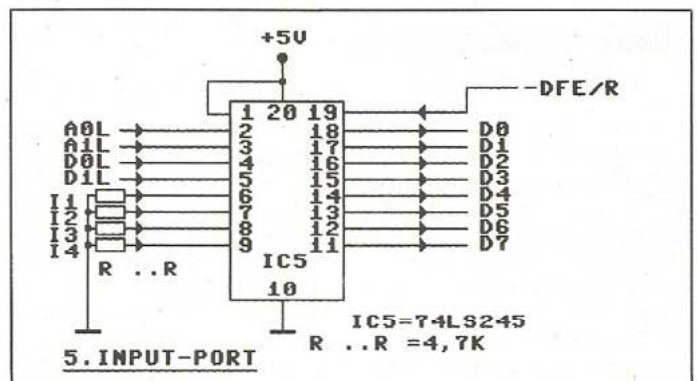 +5V
-DFE/R
1 20 19
A0L 2 18 D0
A1L 3 17 D1
D0L 4 16 D2
D1L 5 15 D3
I1 6 14 D4
I2 7 13 D5
I3 8 12 D6
I4 9 11 D7
R ..R IC5
10
IC5=74LS245
R ..R =4,7K
5.INPUT-PORT